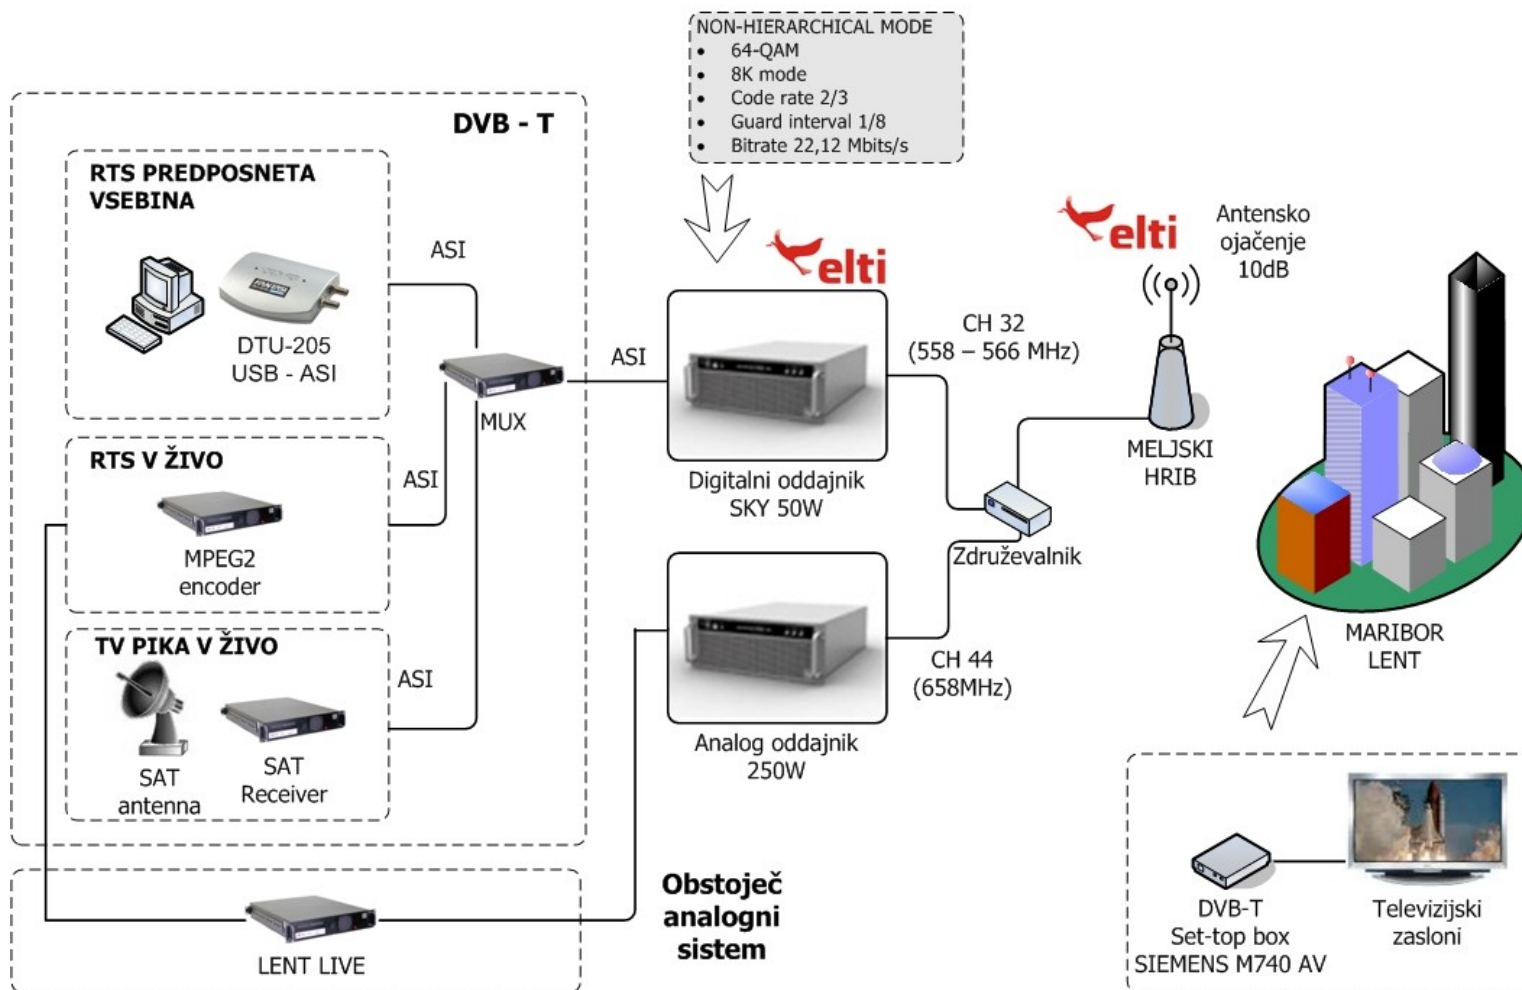 NON-HIERARCHICAL MODE
• 64-QAM
• 8K mode
• Code rate 2/3
• Guard interval 1/8
• Bitrate 22,12 Mbits/s
DVB - T
RTS PREDPOSNETA
VSEBINA
DTU-205
USB - ASI
ASI
MUX
RTS V ŽIVO
MPEG2
encoder
ASI
TV PIKA V ŽIVO
SAT
antenna
SAT
Receiver
ASI
ASI
elti
Digitalni oddajnik
SKY 50W
CH 32
(558 – 566 MHz)
Analog oddajnik
250W
CH 44
(658MHz)
Združevalnik
elti
Antensko
ojačenje
10dB
MELJSKI
HRIB
MARIBOR
LENT
LENT LIVE
Obstoječ
analogni
sistem
DVB-T
Set-top box
SIEMENS M740 AV
Televizijski
zasloni